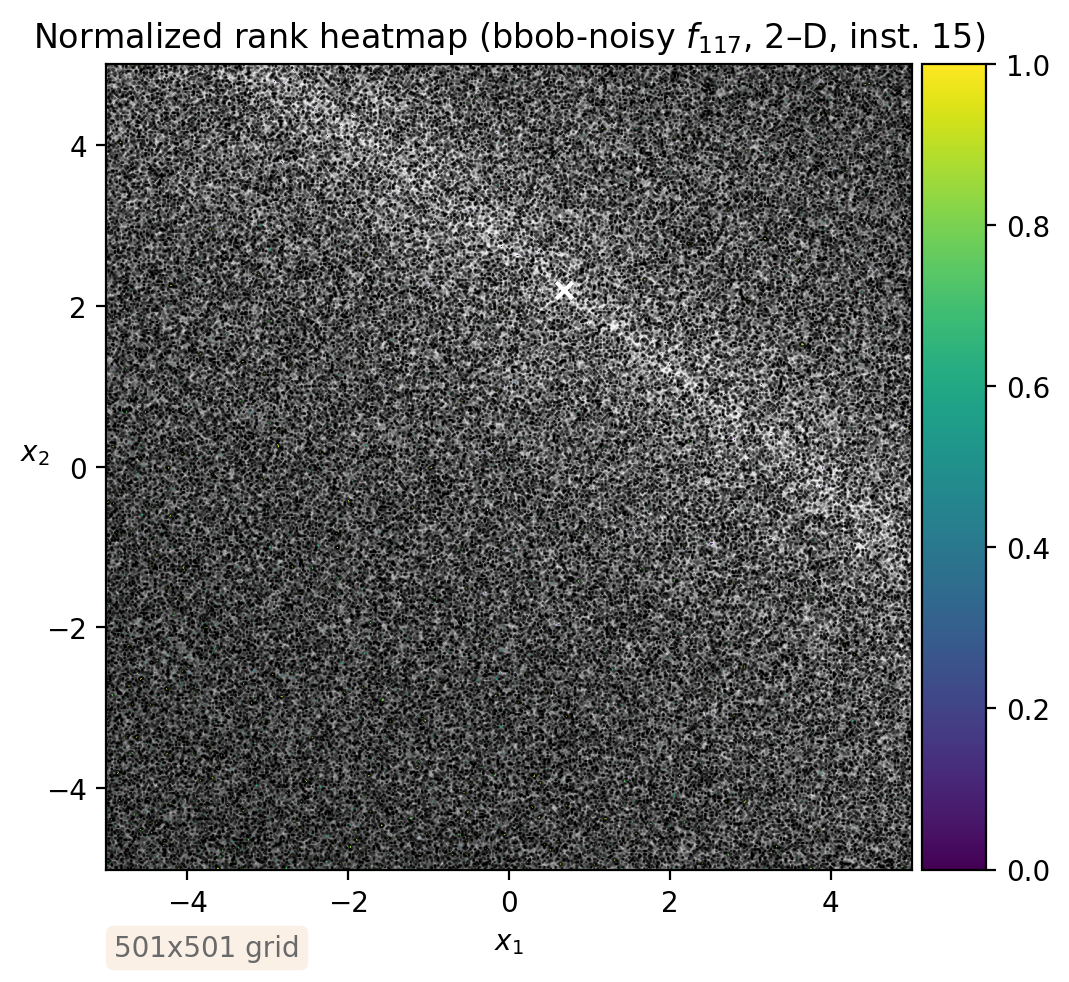 Normalized rank heatmap (bbob-noisy f₁₁₇, 2–D, inst. 15)
1.0
0.8
0.6
0.4
0.2
0.0
4
2
0
−2
−4
x₂
−4 −2 0 2 4
x₁
501x501 grid